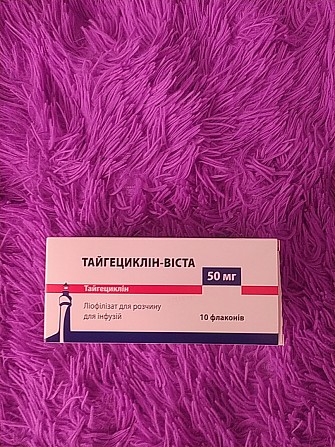 ТАЙГЕЦИКЛІН-ВІСТА
50 мг
Тайгециклін
Ліофілізат для розчину
для інфузій
10 флаконів